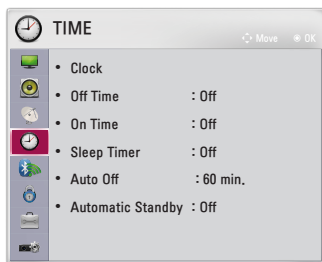 TIME
Move OK
• Clock
• Off Time : Off
• On Time : Off
• Sleep Timer : Off
• Auto Off : 60 min.
• Automatic Standby : Off